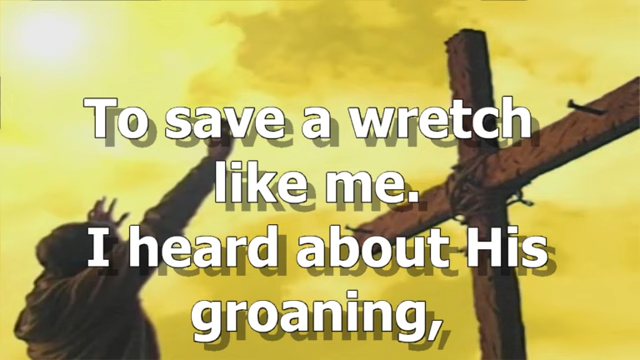 To save a wretch
like me.
I heard about His
groaning,